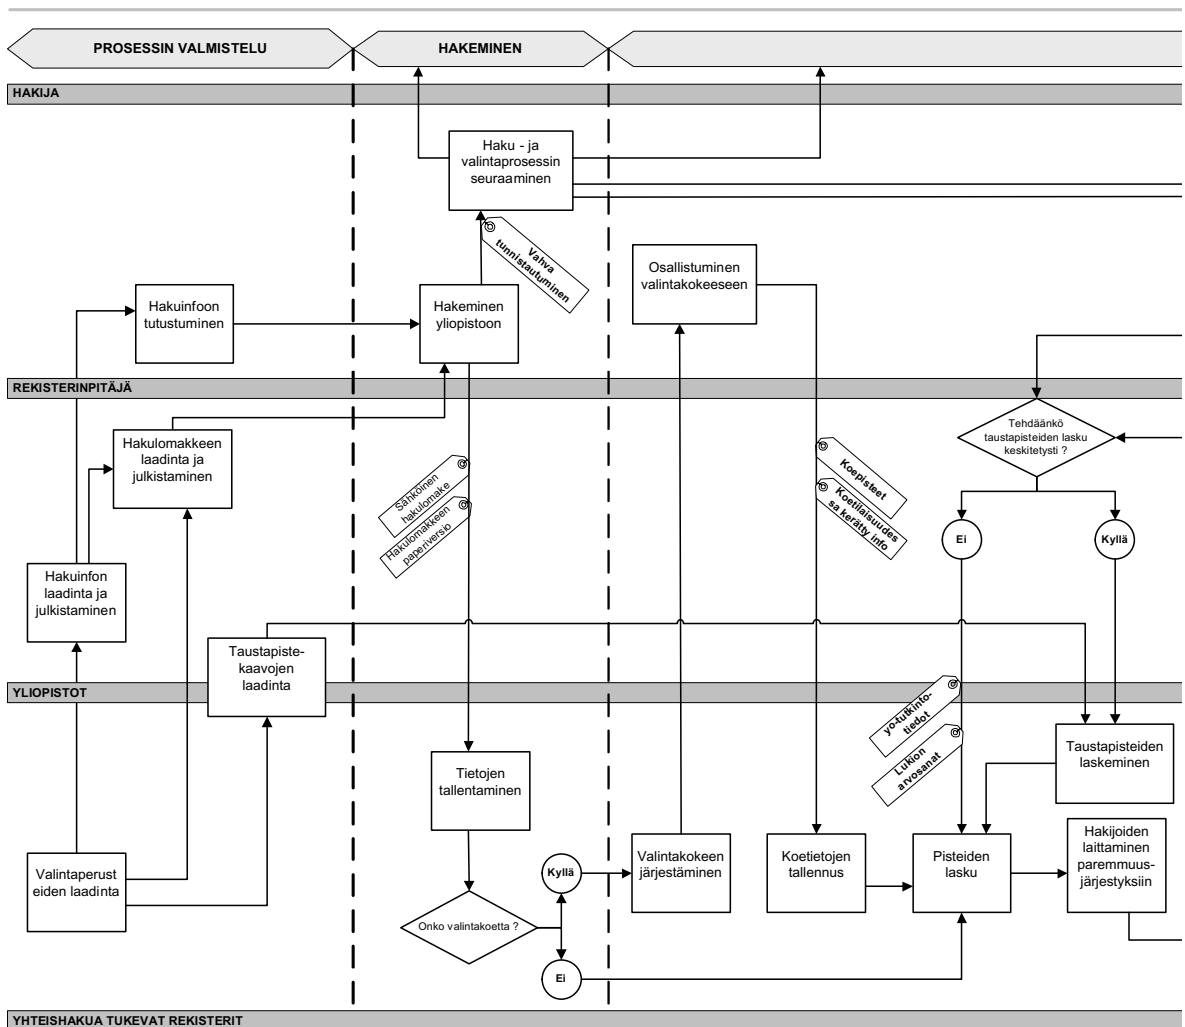 PROSESSIN VALMISTELU
HAKEMINEN
HAKIJA
Haku - ja
valintaprosessin
seuraaminen
Vahva
tunnistautuminen
Osallistuminen
valintakokeeseen
Hakuinfoon
tutustuminen
Hakeminen
yliopistoon
REKISTERINPITÄJÄ
Tehdäänkö
taustapisteiden lasku
keskitetysti ?
Hakulomakkeen
laadinta ja
julkistaminen
Sähköinen
hakulomake
Hakulomakkeen
paperiversio
Koepisteet
Koetilaisuudes
sa kerätty info
Ei
Kyllä
Hakuinfon
laadinta ja
julkistaminen
Taustapiste-
kaavojen
laadinta
YLIOPISTOT
yo-tutkinto-
tiedot
Lukion
arvosanat
Taustapisteiden
laskeminen
Tietojen
tallentaminen
Valintaperust
eiden laadinta
Kyllä
Valintakokeen
järjestäminen
Koetietojen
tallennus
Pisteiden
lasku
Hakijoiden
laittaminen
paremmuus-
järjestyksiin
Onko valintakoetta ?
Ei
YHTEISHAKUA TUKEVAT REKISTERIT